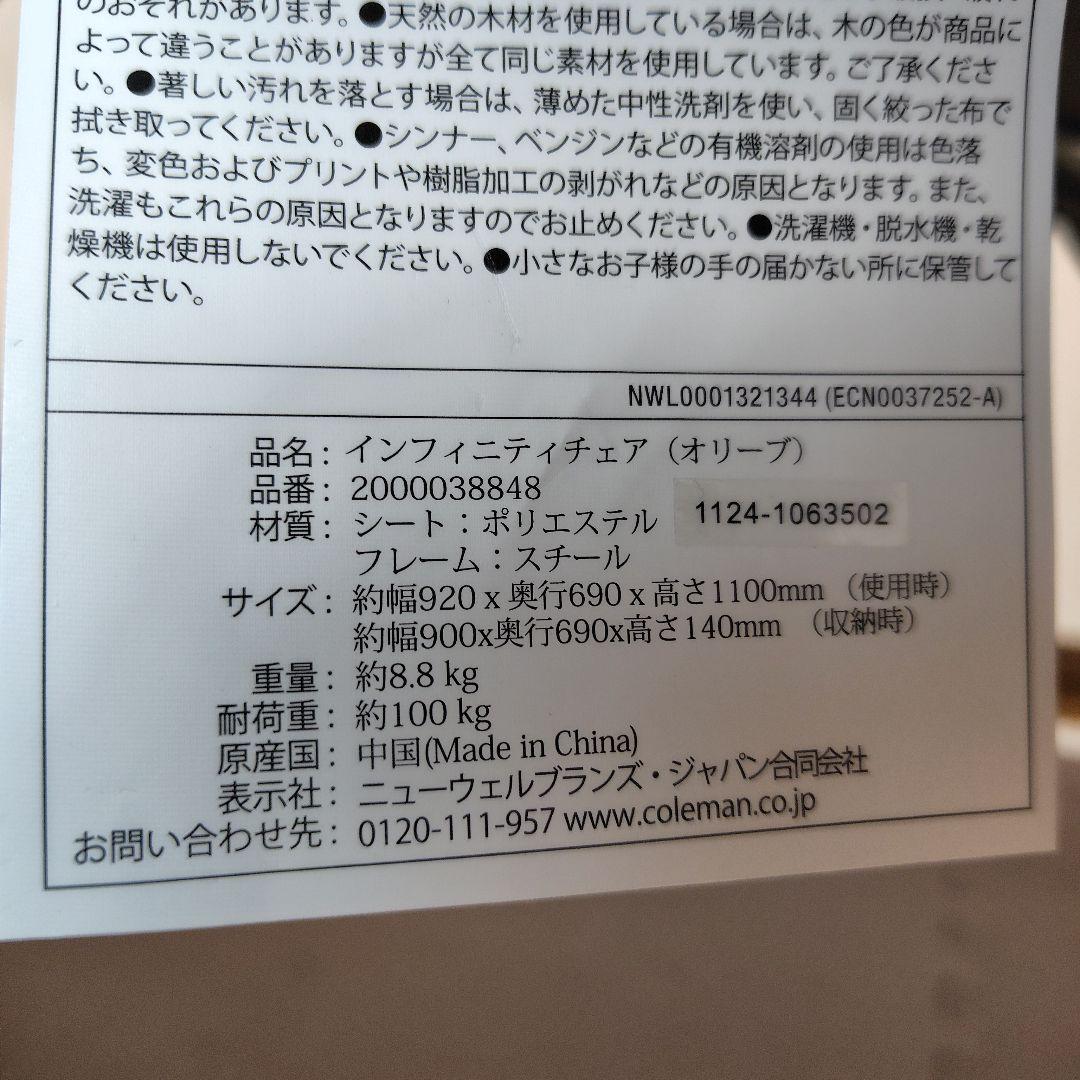 のおそれがあります。●天然の木材を使用している場合は、木の色が商品に
よって違うことがありますが全て同じ素材を使用しています。ご了承くださ
い。●著しい汚れを落とす場合は、薄めた中性洗剤を使い、固く絞った布で
拭き取ってください。●シンナー、ベンジンなどの有機溶剤の使用は色落
ち、変色およびプリントや樹脂加工の剥がれなどの原因となります。また、
洗濯もこれらの原因となりますのでお止めください。●洗濯機・脱水機・乾
燥機は使用しないでください。●小さなお子様の手の届かない所に保管して
ください。
NWL0001321344 (ECN0037252-A)
品名: インフィニティチェア（オリーブ）
品番: 2000038848
材質: シート：ポリエステル
1124-1063502
フレーム：スチール
サイズ: 約幅920 x 奥行690 x 高さ1100mm （使用時）
約幅900x奥行690x高さ140mm （収納時）
重量: 約8.8 kg
耐荷重: 約100 kg
原産国: 中国(Made in China)
表示社: ニューウェルブランズ・ジャパン合同会社
お問い合わせ先: 0120-111-957 www.coleman.co.jp